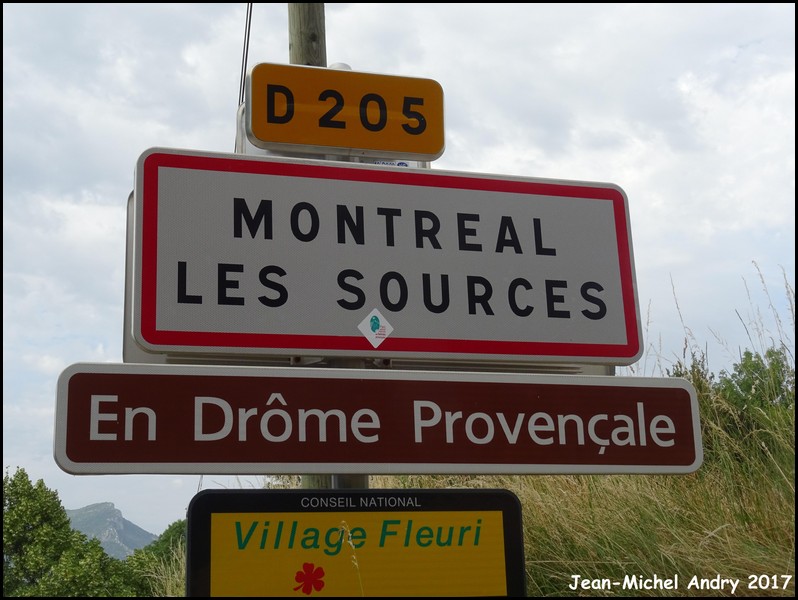 D 205
MONTREAL
LES SOURCES
En Drôme Provençale
CONSEIL NATIONAL
Village Fleuri
Jean-Michel Andry 2017